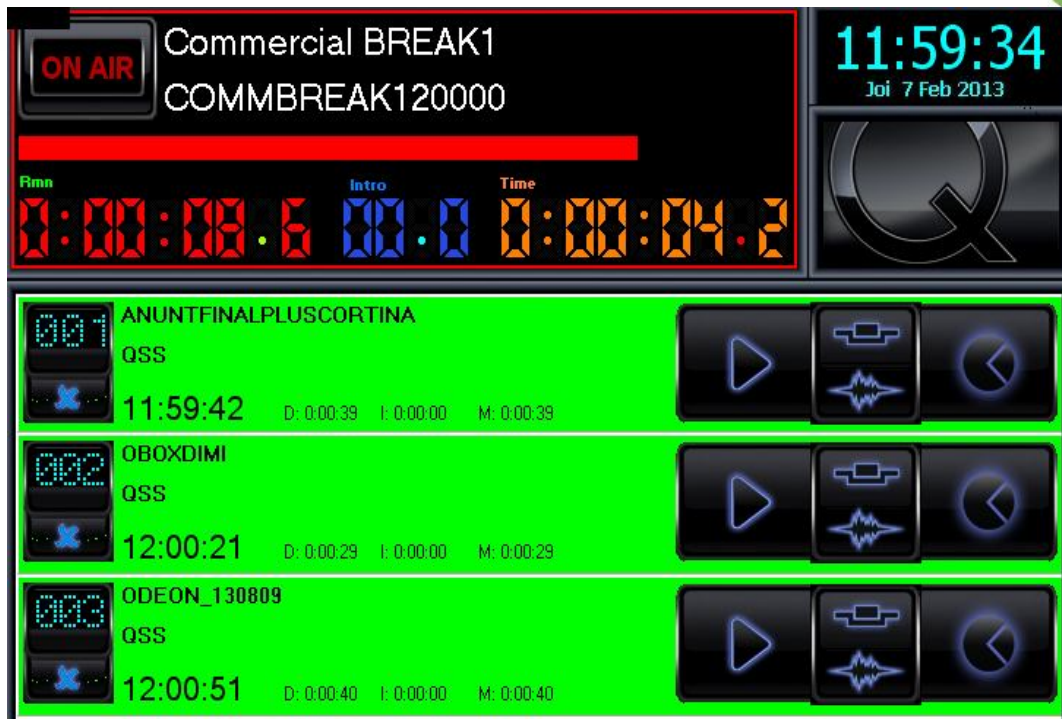 ON AIR
Commercial BREAK1
COMMBREAK120000
11:59:34
Joi 7 Feb 2013
Rmn
Intro
Time
0:00:08.6
00.0
0:00:04.2
Q
001
ANUNTFINALPLUSCORTINA
QSS
11:59:42 D: 0:00:39 I: 0:00:00 M: 0:00:39
002
OBOXDIMI
QSS
12:00:21 D: 0:00:29 I: 0:00:00 M: 0:00:29
003
ODEON_130809
QSS
12:00:51 D: 0:00:40 I: 0:00:00 M: 0:00:40